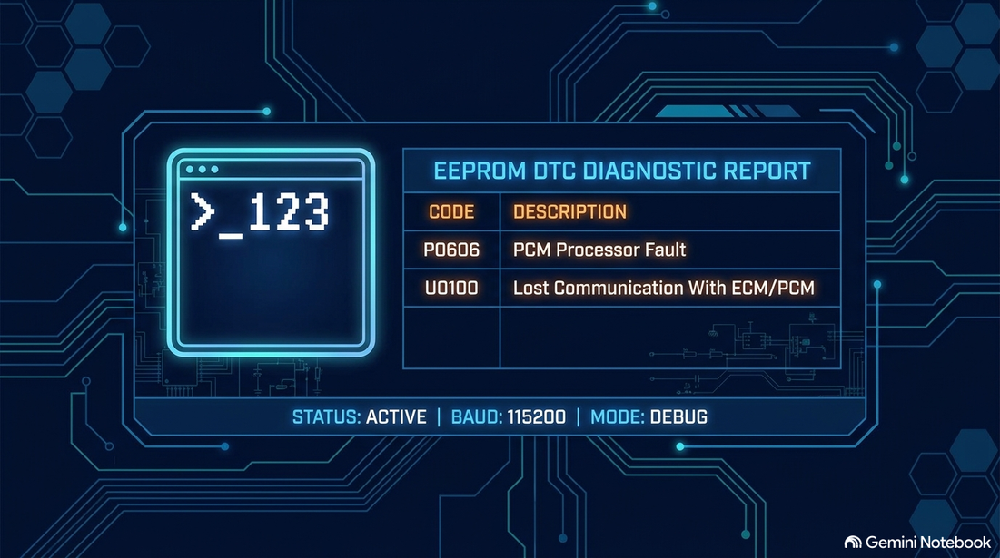 >_123
EEPROM DTC DIAGNOSTIC REPORT
CODE DESCRIPTION
P0606 PCM Processor Fault
U0100 Lost Communication With ECM/PCM
STATUS: ACTIVE | BAUD: 115200 | MODE: DEBUG
Gemini Notebook